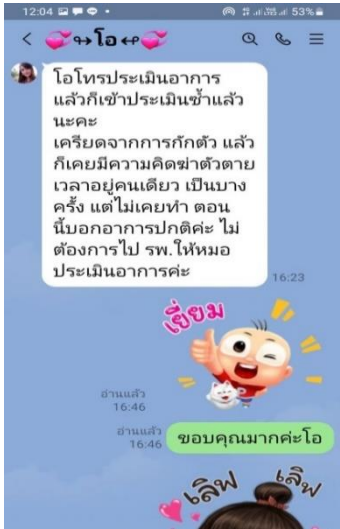 12:04
53%
โอ
โอโทรประเมินอาการ
แล้วก็เข้าประเมินซ้ำแล้ว
นะคะ
เครียดจากการกักตัว แล้ว
ก็เคยมีความคิดฆ่าตัวตาย
เวลาอยู่คนเดียว เป็นบาง
ครั้ง แต่ไม่เคยทำ ตอน
นี้บอกอาการปกติค่ะ ไม่
ต้องการไป รพ.ให้หมอ
ประเมินอาการค่ะ
16:23
เยี่ยม
อ่านแล้ว
16:46
อ่านแล้ว
16:46
ขอบคุณมากค่ะโอ
เลิฟ เลิฟ